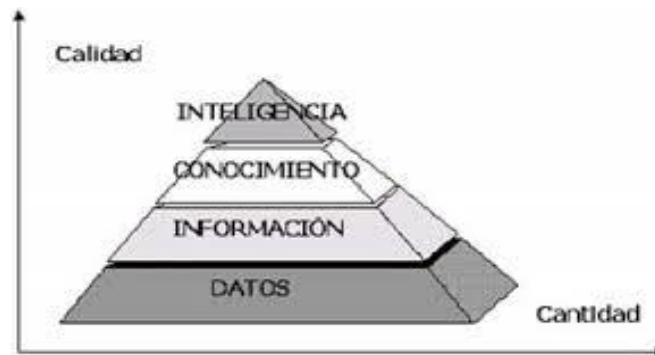 Calidad
INTELIGENCIA
CONOCIMIENTO
INFORMACIÓN
DATOS
Cantidad